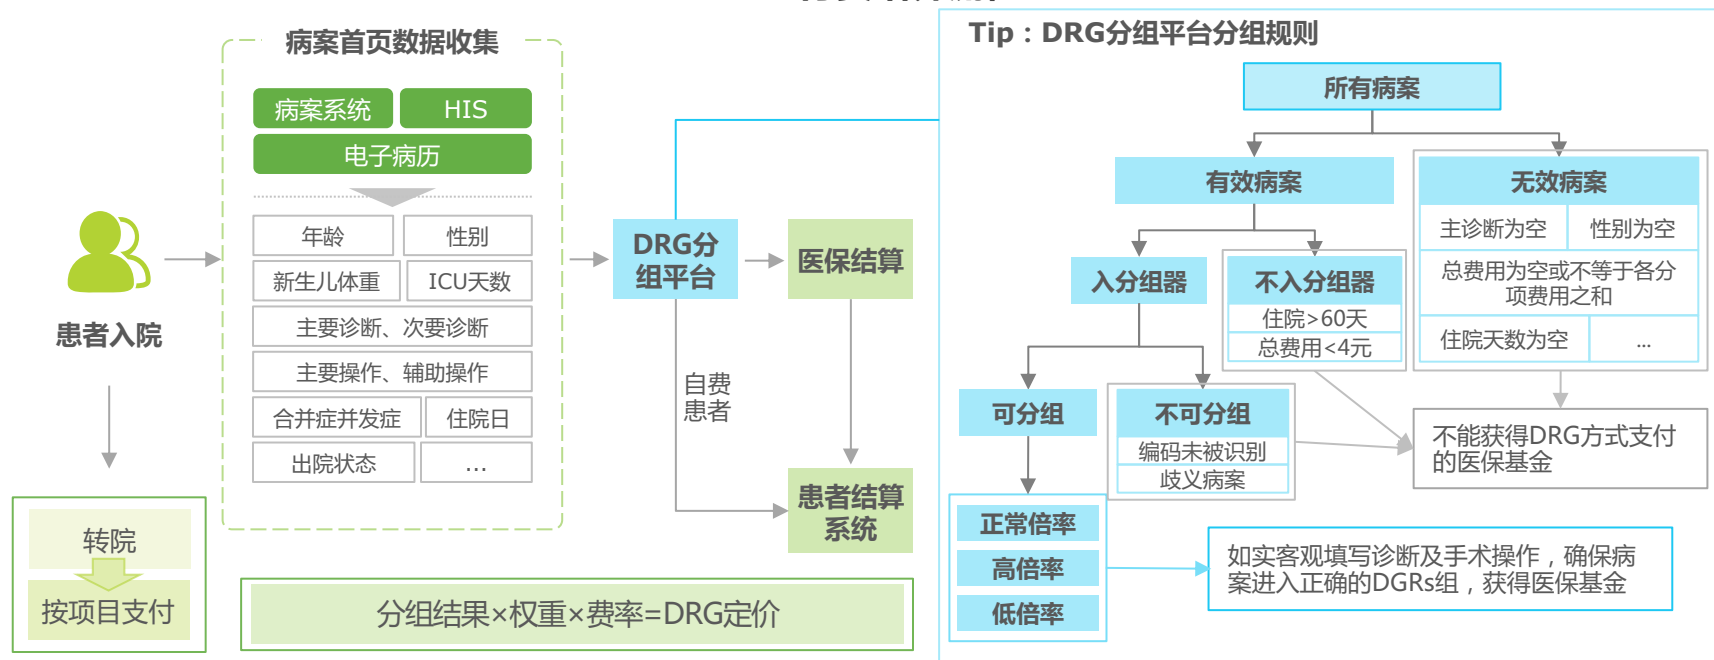 患者入院
转院
按项目支付
病案首页数据收集
病案系统
HIS
电子病历
年龄
性别
新生儿体重
ICU天数
主要诊断、次要诊断
主要操作、辅助操作
合并症并发症
住院日
出院状态
...
DRG分
组平台
医保结算
自费
患者
患者结算
系统
分组结果×权重×费率=DRG定价
Tip：DRG分组平台分组规则
所有病案
有效病案
无效病案
主诊断为空
性别为空
总费用为空或不等于各分
项费用之和
住院天数为空
...
入分组器
不入分组器
住院>60天
总费用<4元
可分组
不可分组
编码未被识别
歧义病案
不能获得DRG方式支付
的医保基金
正常倍率
高倍率
低倍率
如实客观填写诊断及手术操作，确保病
案进入正确的DGRs组，获得医保基金